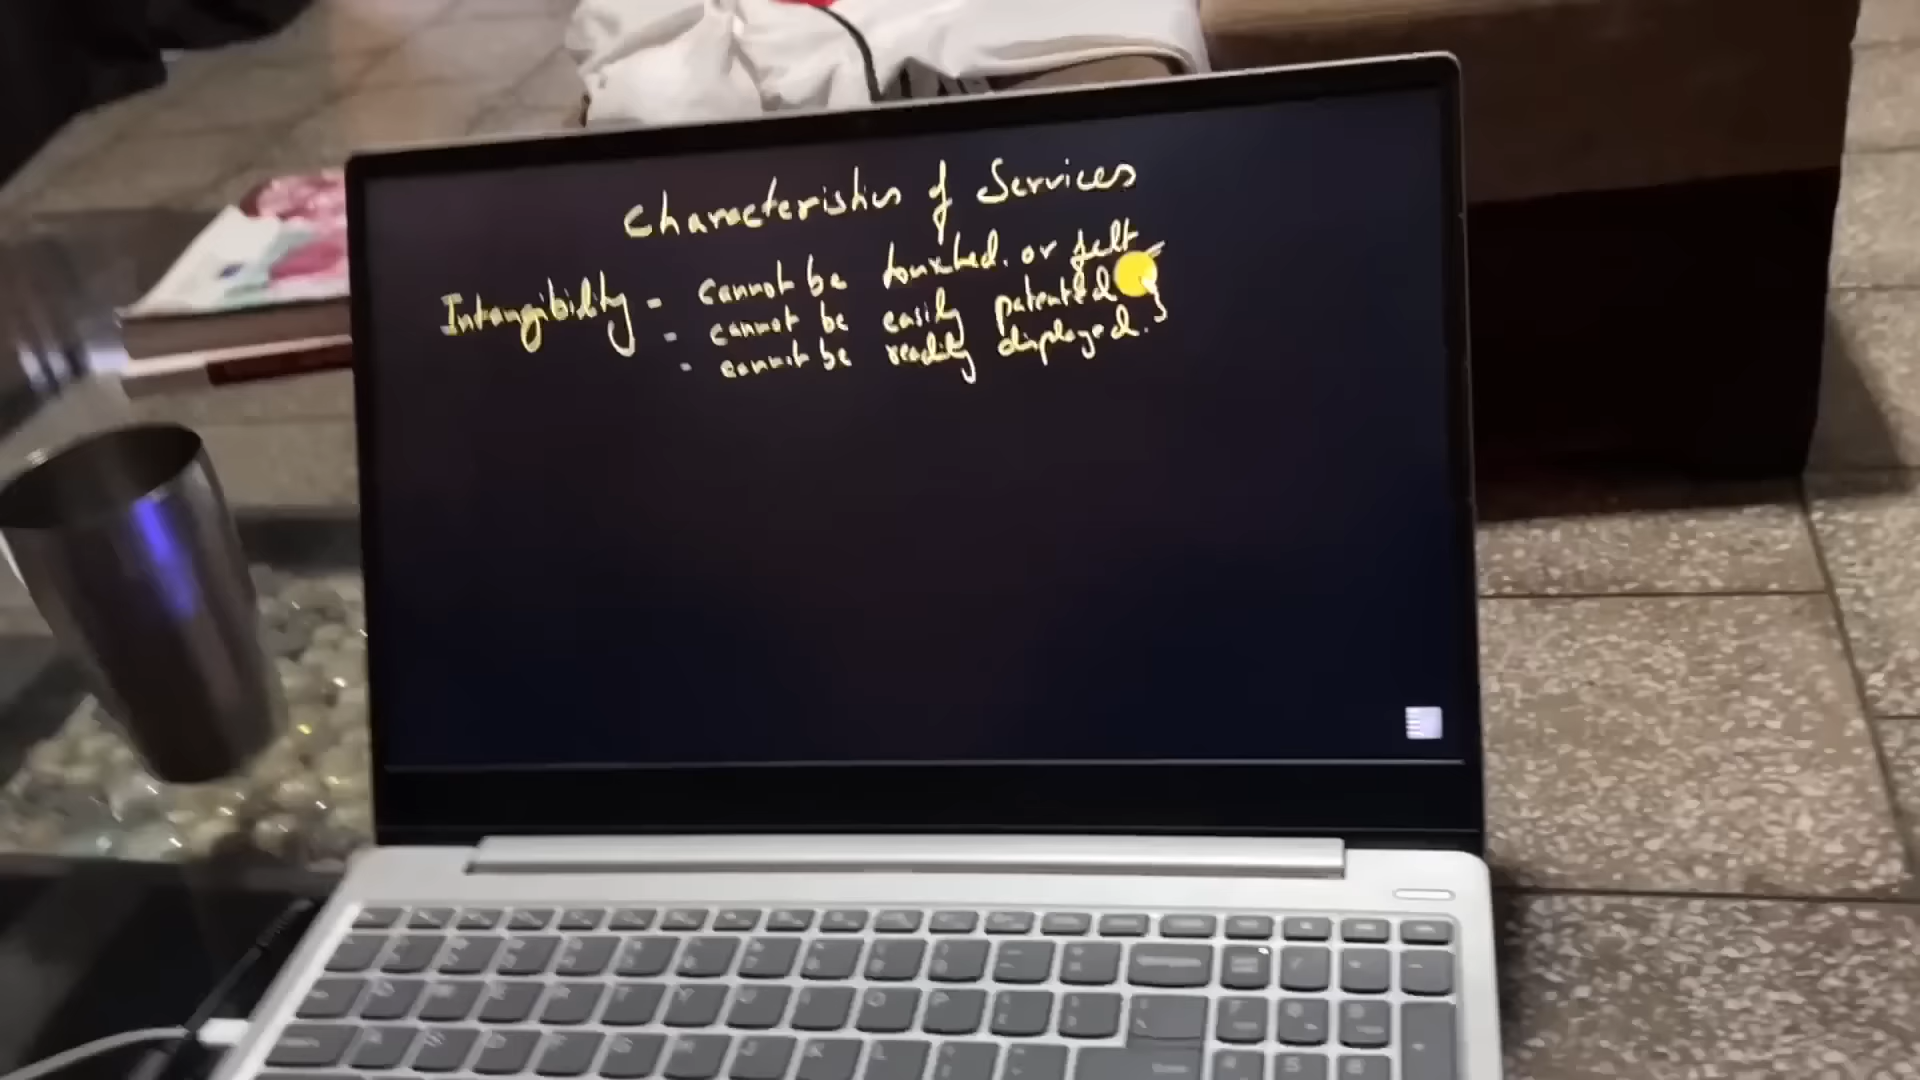 Characteristics of Services
Intangibility - cannot be touched. or felt
- cannot be easily patented
- cannot be readily displayed.